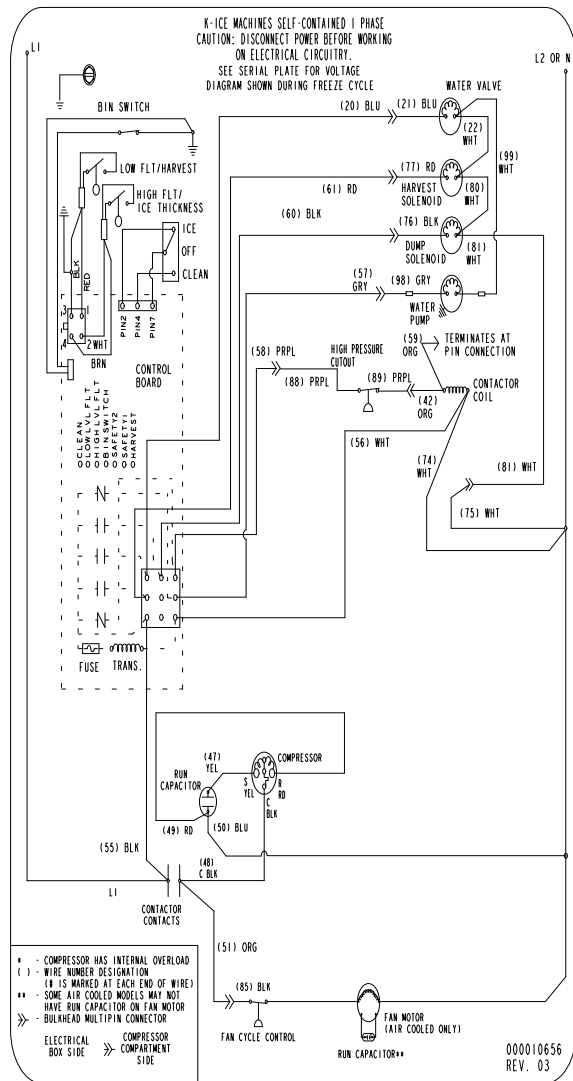 K-ICE MACHINES SELF-CONTAINED 1 PHASE
CAUTION: DISCONNECT POWER BEFORE WORKING
ON ELECTRICAL CIRCUITRY.
SEE SERIAL PLATE FOR VOLTAGE
DIAGRAM SHOWN DURING FREEZE CYCLE
L1
L2 OR N
WATER VALVE
BIN SWITCH
(20) BLU
(21) BLU
(22)
WHT
(99)
WHT
LOW FLT/HARVEST
(77) RD
HARVEST
SOLENOID
(80)
WHT
(61) RD
HIGH FLT/
ICE THICKNESS
(60) BLK
(76) BLK
DUMP
SOLENOID
(81)
WHT
ICE
OFF
CLEAN
(57)
GRY
(98) GRY
WATER
PUMP
BLK
RED
3
1
4
2 WHT
BRN
PIN2
PIN4
PIN7
CONTROL
BOARD
(59)
ORG
TERMINATES AT
PIN CONNECTION
(58) PRPL
HIGH PRESSURE
CUTOUT
(88) PRPL
(89) PRPL
(42)
ORG
CONTACTOR
COIL
CLEAN
LOW LVL FLT
HIGH LVL FLT
BIN SWITCH
SAFETY2
SAFETY1
HARVEST
(56) WHT
(74)
WHT
(81) WHT
(75) WHT
FUSE
TRANS.
(47)
YEL
COMPRESSOR
RUN
CAPACITOR
S
YEL
R
RD
C
BLK
(49) RD
(50) BLU
(55) BLK
(48)
C BLK
L1
CONTACTOR
CONTACTS
(51) ORG
* - COMPRESSOR HAS INTERNAL OVERLOAD
( ) - WIRE NUMBER DESIGNATION
(# IS MARKED AT EACH END OF WIRE)
** - SOME AIR COOLED MODELS MAY NOT
HAVE RUN CAPACITOR ON FAN MOTOR
- BULKHEAD MULTIPIN CONNECTOR
ELECTRICAL
BOX SIDE
COMPRESSOR
COMPARTMENT
SIDE
(85) BLK
FAN CYCLE CONTROL
FAN MOTOR
(AIR COOLED ONLY)
RUN CAPACITOR**
000010656
REV. 03